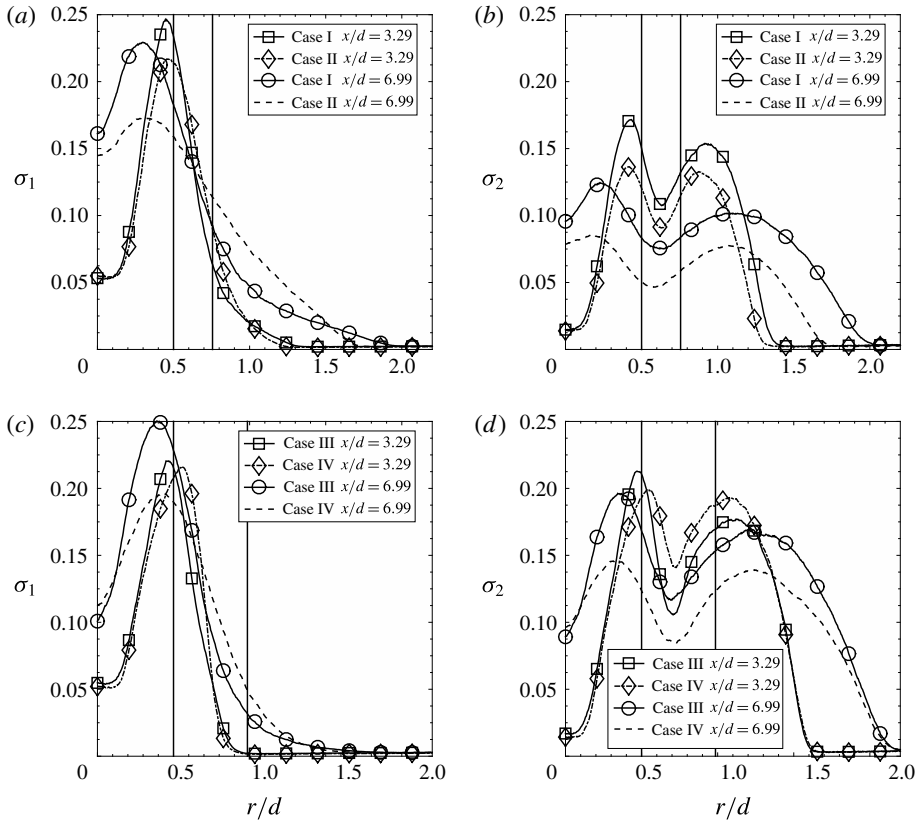 (a)
0.25
0.20
0.15
0.10
0.05
σ1
0
0.5
1.0
1.5
2.0
Case I x/d = 3.29
Case II x/d = 3.29
Case I x/d = 6.99
Case II x/d = 6.99
(b)
0.25
0.20
0.15
0.10
0.05
σ2
0
0.5
1.0
1.5
2.0
Case I x/d = 3.29
Case II x/d = 3.29
Case I x/d = 6.99
Case II x/d = 6.99
(c)
0.25
0.20
0.15
0.10
0.05
σ1
0
0.5
1.0
1.5
2.0
r/d
Case III x/d = 3.29
Case IV x/d = 3.29
Case III x/d = 6.99
Case IV x/d = 6.99
(d)
0.25
0.20
0.15
0.10
0.05
σ2
0
0.5
1.0
1.5
2.0
r/d
Case III x/d = 3.29
Case IV x/d = 3.29
Case III x/d = 6.99
Case IV x/d = 6.99